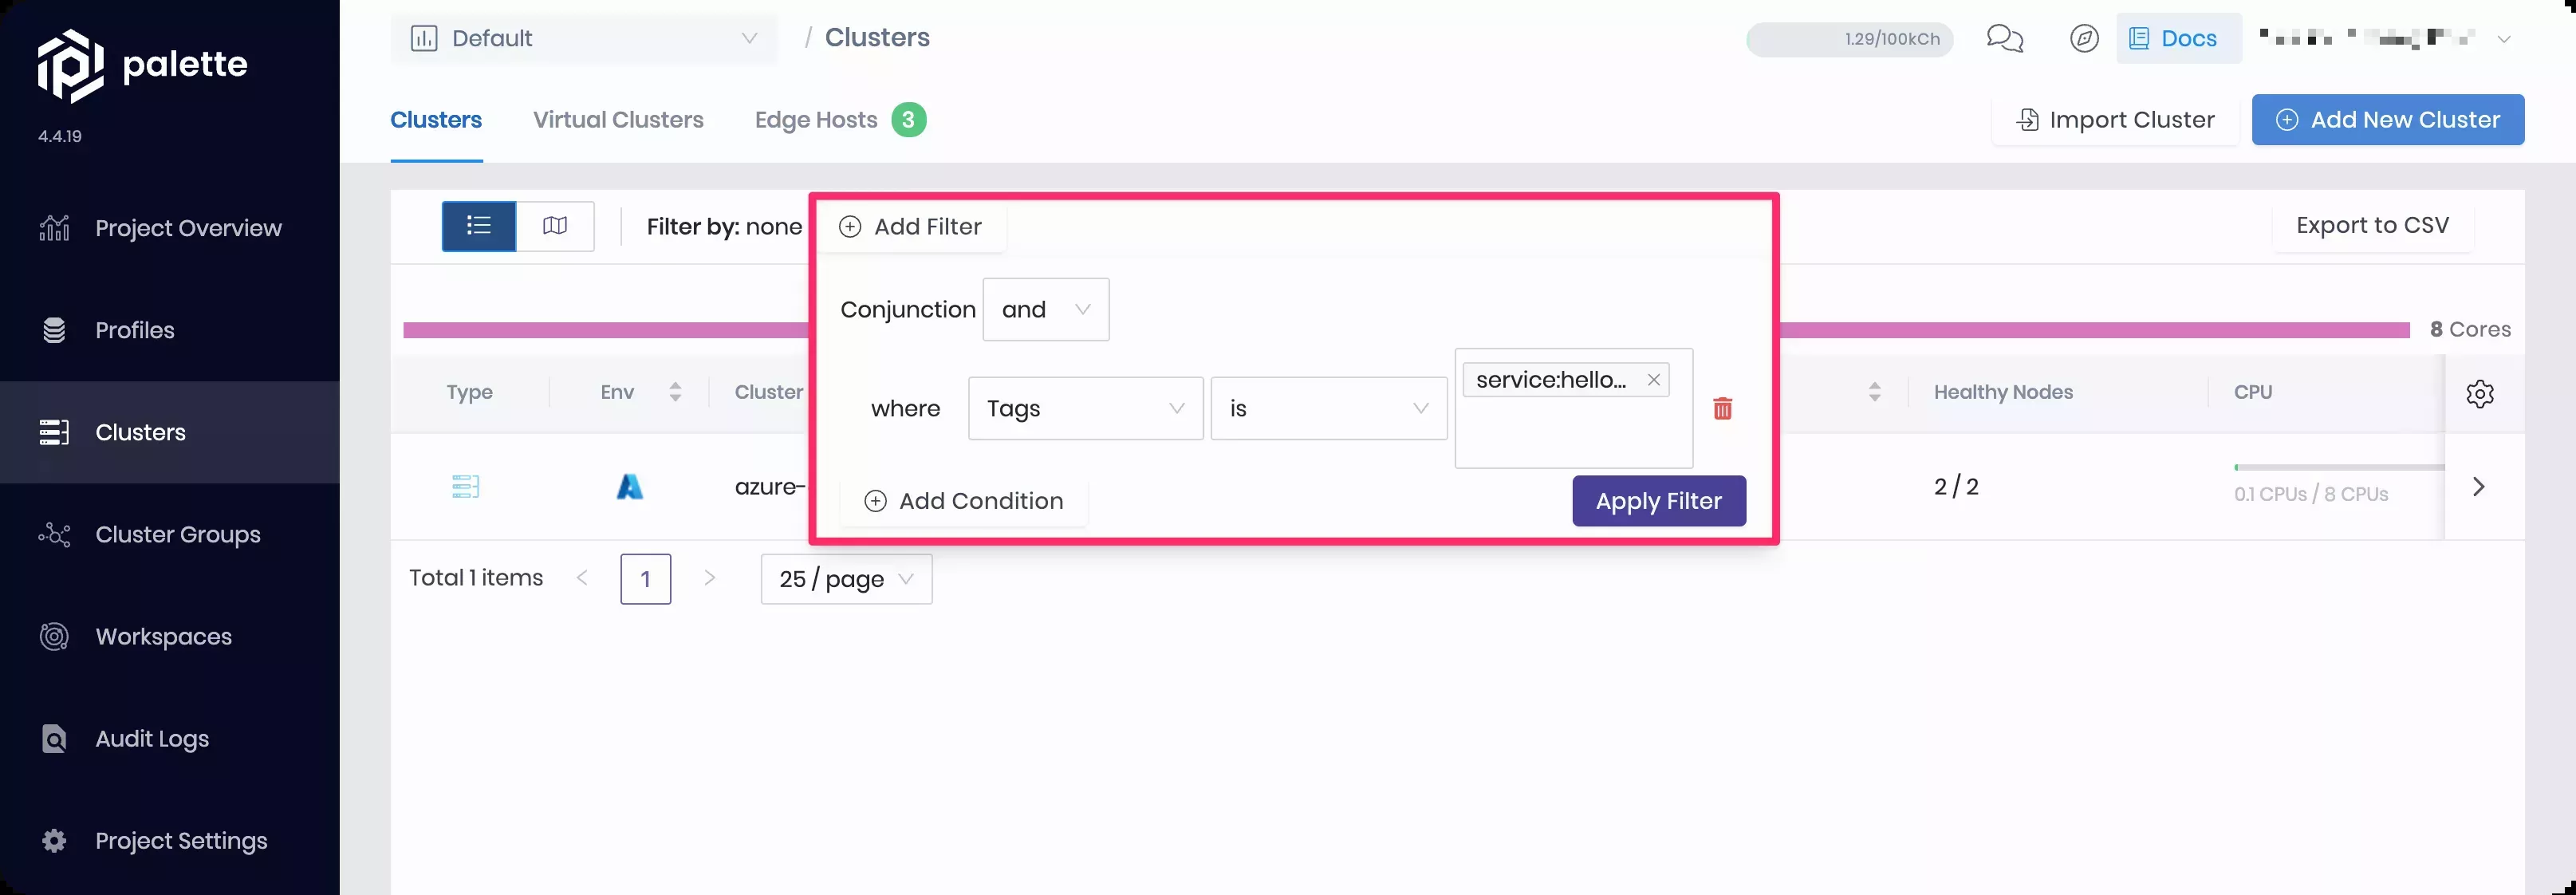 palette
4.4.19
Project Overview
Profiles
Clusters
Cluster Groups
Workspaces
Audit Logs
Project Settings
Default / Clusters
1.29/100kCh
Docs
Clusters Virtual Clusters Edge Hosts 3
Import Cluster Add New Cluster
Filter by: none Add Filter
Export to CSV
Conjunction and
8 Cores
where Tags is service:hello...
Add Condition Apply Filter
Type Env Cluster Healthy Nodes CPU
azure- 2 / 2 0.1 CPUs / 8 CPUs
Total 1 items 1 25 / page